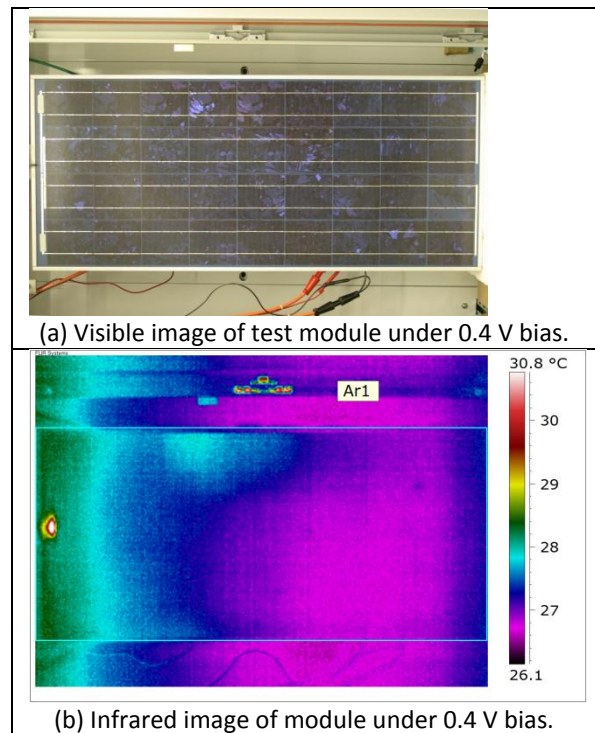 (a) Visible image of test module under 0.4 V bias.
FLIR Systems
30.8 °C
Ar1
30
29
28
27
26.1
(b) Infrared image of module under 0.4 V bias.